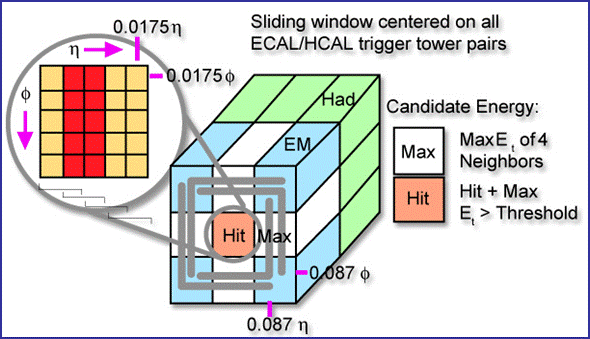 0.0175η
η
0.0175ϕ
ϕ
Sliding window centered on all
ECAL/HCAL trigger tower pairs
Had
EM
Hit
Max
0.087 ϕ
0.087 η
Candidate Energy:
Max
Max Et of 4
Neighbors
Hit
Hit + Max
Et > Threshold